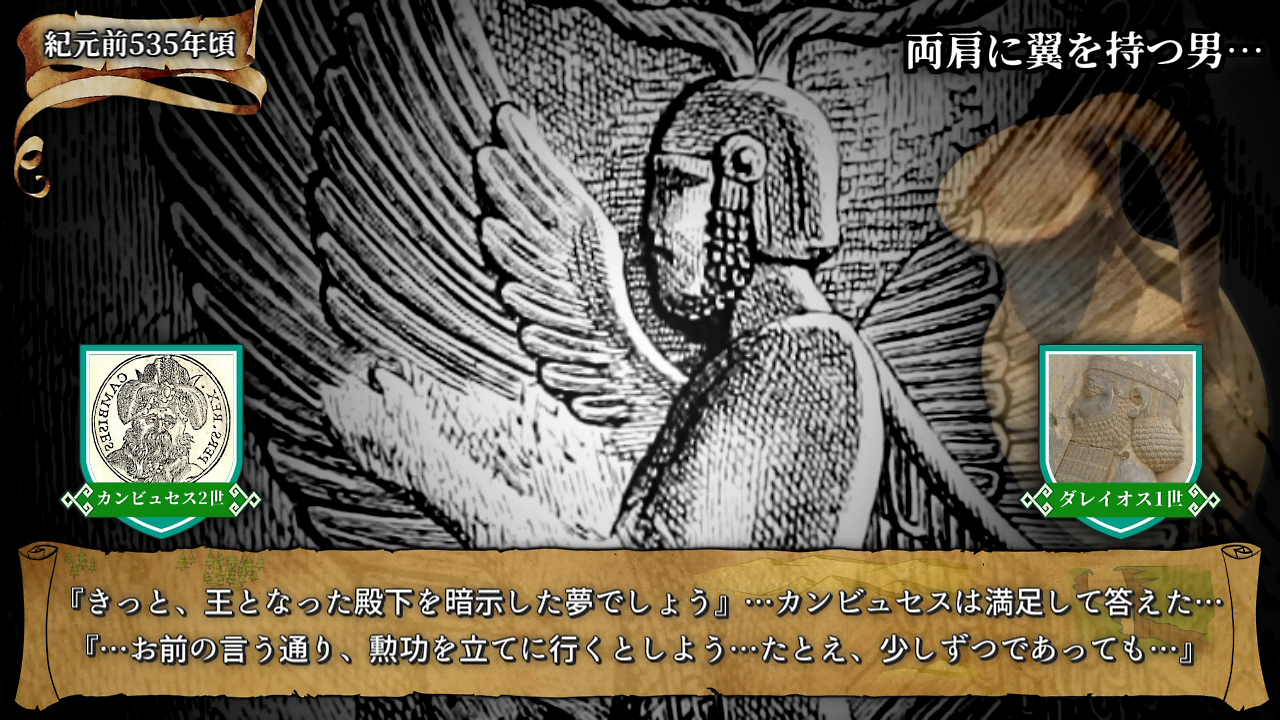 紀元前535年頃
両肩に翼を持つ男…
CAMBISES
REX. PERS
カンビュセス2世
ダレイオス1世
『きっと、王となった殿下を暗示した夢でしょう』…カンビュセスは満足して答えた…
『…お前の言う通り、勲功を立てに行くとしよう…たとえ、少しずつであっても…』